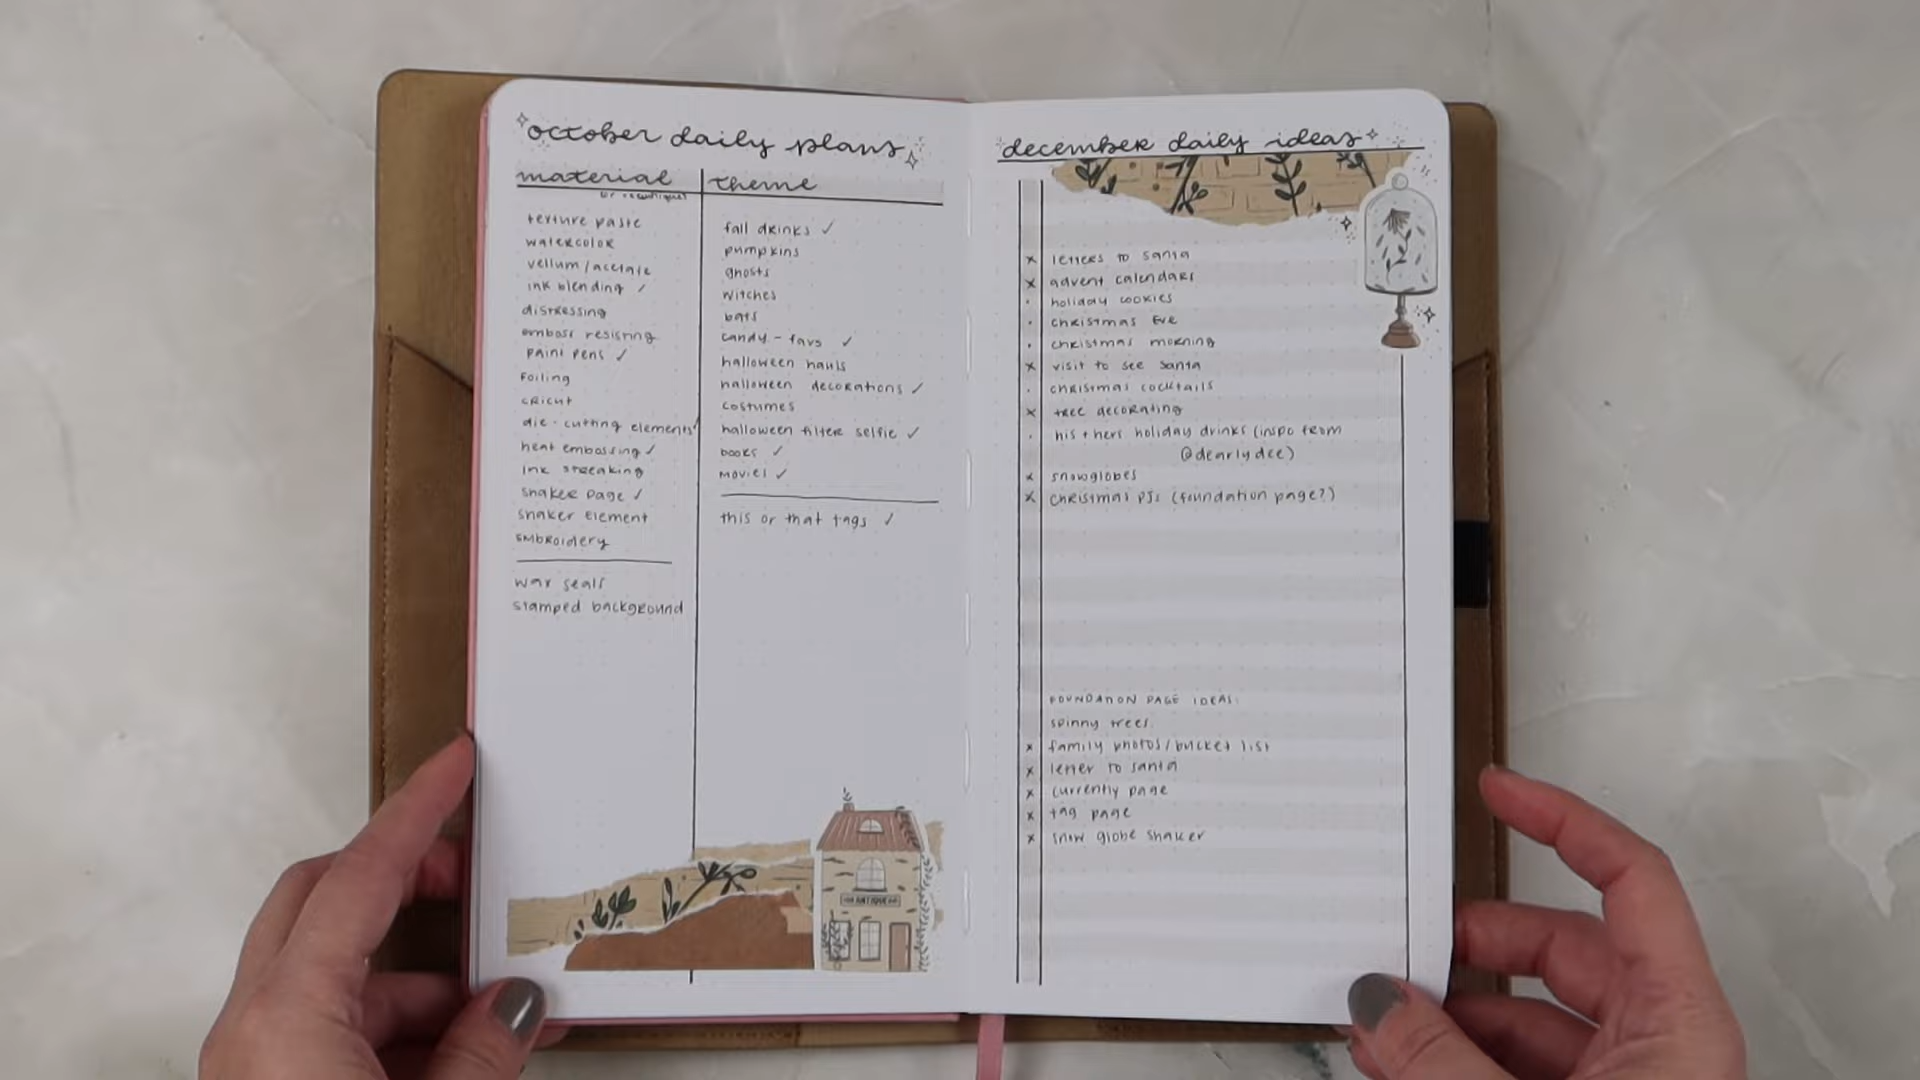 october daily plans
material
or technique
texture paste
watercolor
vellum/acetate
ink blending ✓
distressing
emboss resisting
paint pens ✓
foiling
cricut
die-cutting elements ✓
heat embossing ✓
ink streaking
shaker page ✓
shaker element
embroidery
wax seals
stamped background
theme
fall drinks ✓
pumpkins
ghosts
witches
bats
candy - favs ✓
halloween hauls
halloween decorations ✓
costumes
halloween filter selfie ✓
books ✓
movies ✓
this or that tags ✓
ANTIQUE
december daily ideas
x letters to santa
x advent calendars
· holiday cookies
· christmas eve
· christmas morning
x visit to see santa
· christmas cocktails
x tree decorating
· his + hers holiday drinks (inspo from
@dearlydee)
x snowglobes
x christmas pjs (foundation page?)
FOUNDATION PAGE IDEAS:
spinny trees
x family photos/bucket list
x letter to santa
x currently page
x tag page
x snow globe shaker